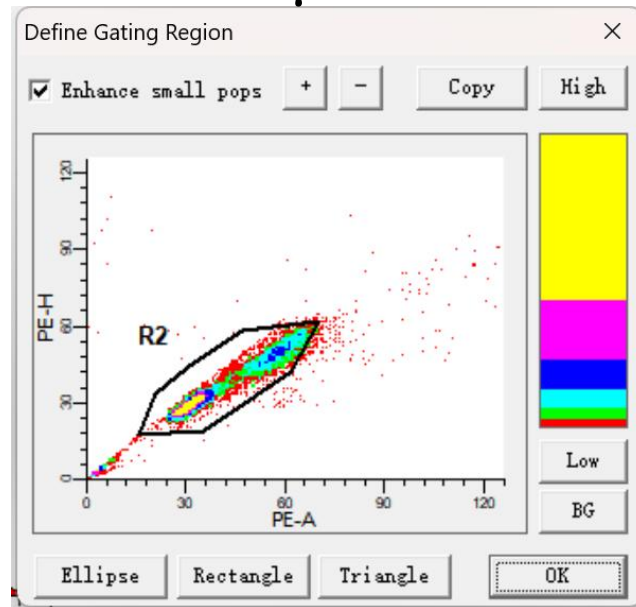 Define Gating Region
Enhance small pops + - Copy High
120
90
60
30
0
PE-H
R2
0 30 60 90 120
PE-A
Low
BG
Ellipse Rectangle Triangle OK